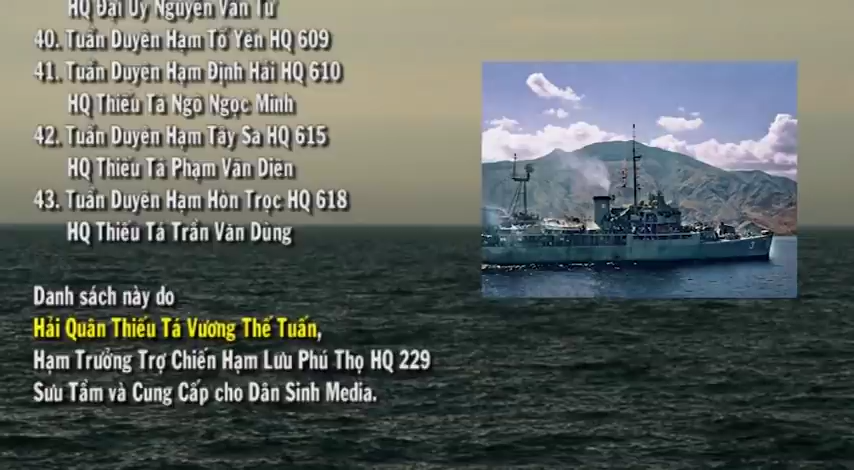 HQ Đại Úy Nguyễn Văn Tư
40. Tuần Duyên Hạm Tố Yến HQ 609
41. Tuần Duyên Hạm Định Hải HQ 610
HQ Thiếu Tá Ngô Ngọc Minh
42. Tuần Duyên Hạm Tây Sa HQ 615
HQ Thiếu Tá Phạm Văn Diên
43. Tuần Duyên Hạm Hòn Trọc HQ 618
HQ Thiếu Tá Trần Văn Dũng
Danh sách này do
Hải Quân Thiếu Tá Vương Thế Tuấn,
Hạm Trưởng Trợ Chiến Hạm Lưu Phú Thọ HQ 229
Sưu Tầm và Cung Cấp cho Dân Sinh Media.
3